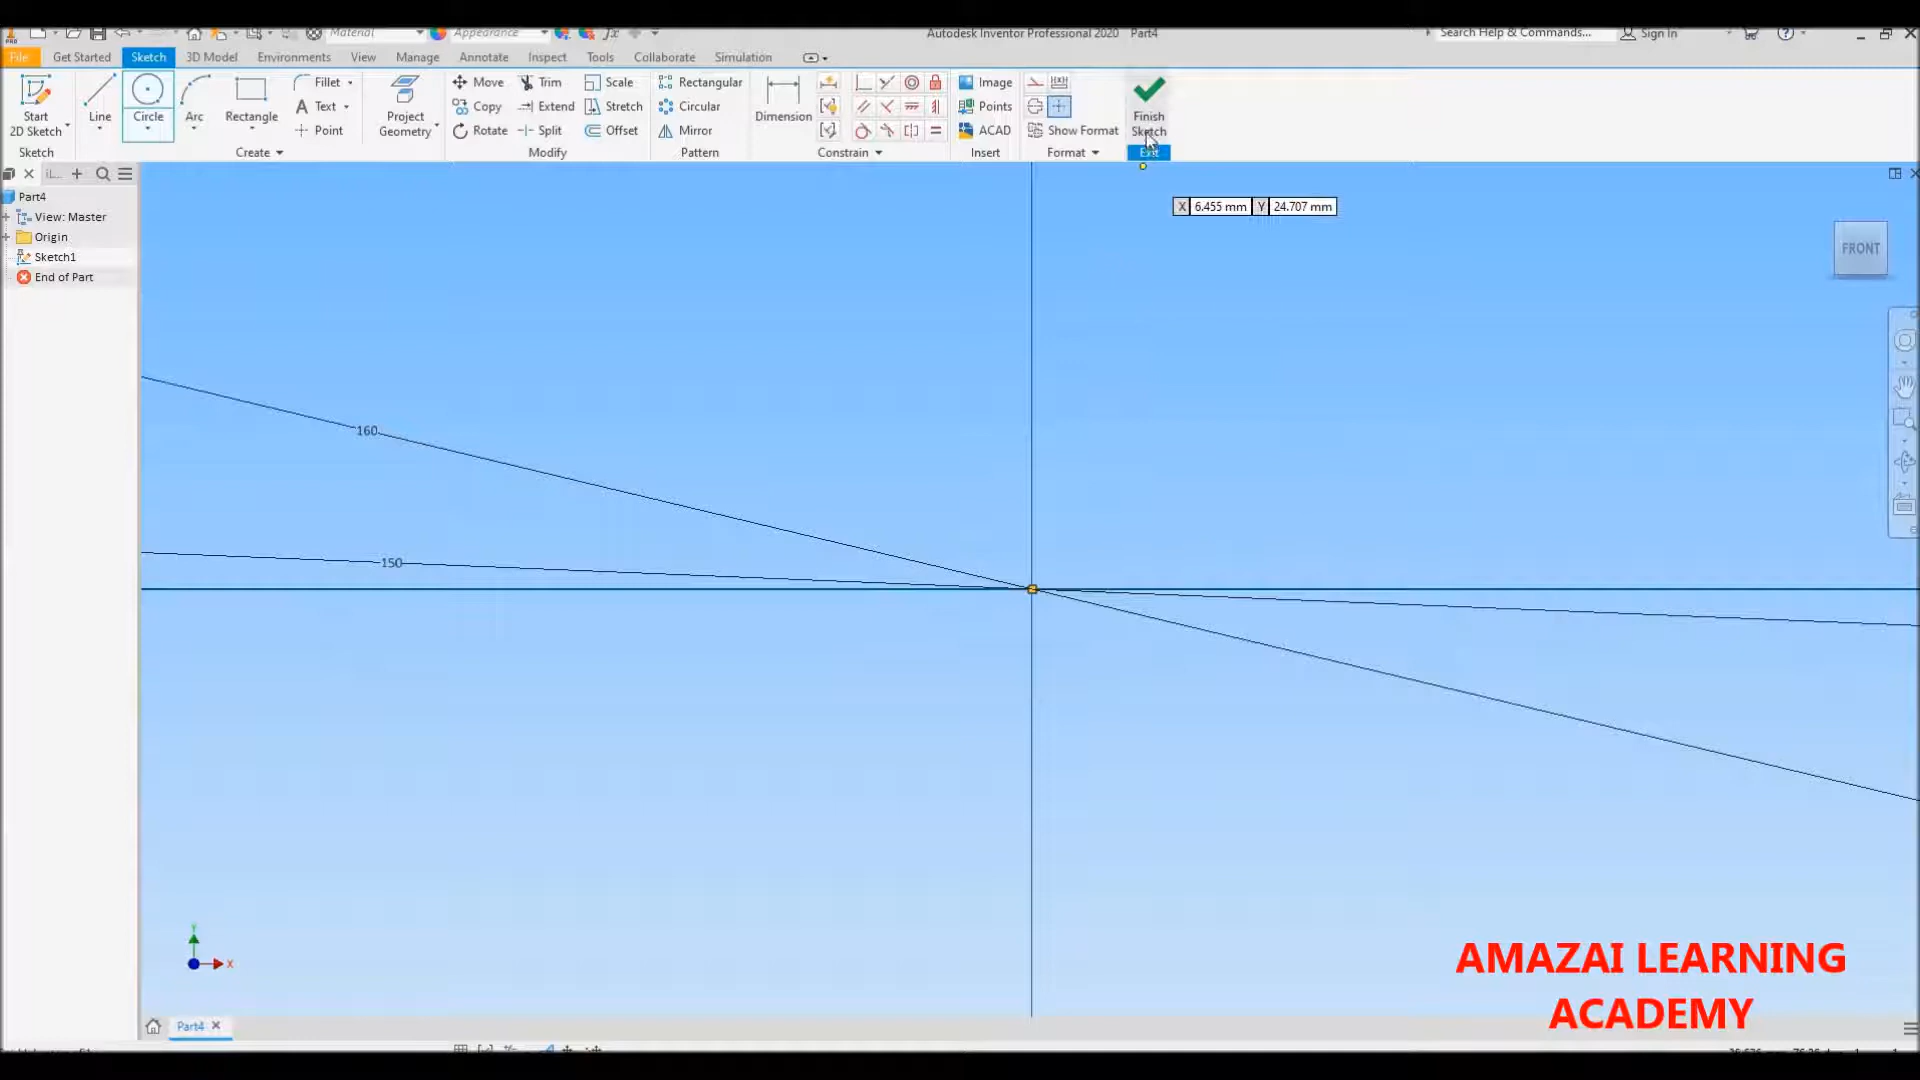 Material
Appearance
Autodesk Inventor Professional 2020 Part4
Search Help & Commands...
Sign In
File Get Started Sketch 3D Model Environments View Manage Annotate Inspect Tools Collaborate Simulation
Start
2D Sketch
Line
Circle
Arc
Rectangle
Fillet
Text
Point
Project
Geometry
Move
Copy
Rotate
Trim
Extend
Split
Scale
Stretch
Offset
Rectangular
Circular
Mirror
Dimension
Image
Points
ACAD
Show Format
Finish
Sketch
Sketch Create Modify Pattern Constrain Insert Format Exit
Part4
View: Master
Origin
Sketch1
End of Part
X 6.455 mm Y 24.707 mm
FRONT
160
150
Y
X
AMAZAI LEARNING
ACADEMY
Part4